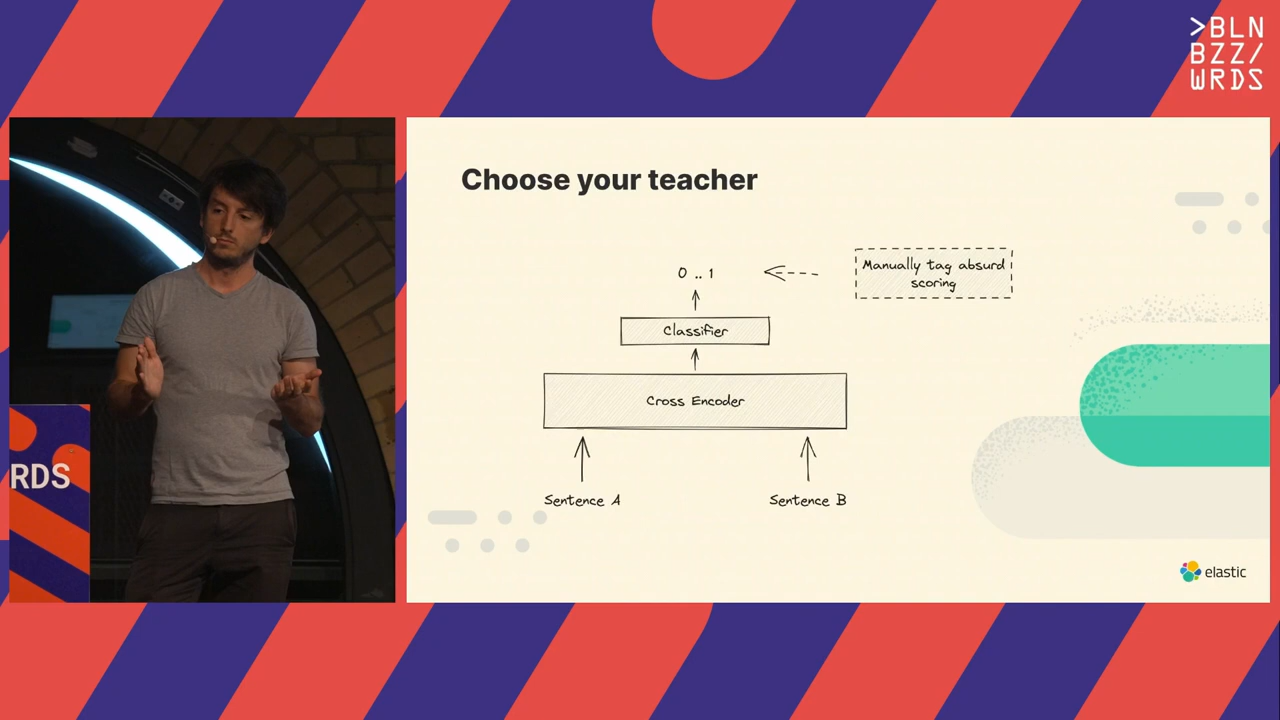 >BLN
BZZ/
WRDS
Choose your teacher
0 .. 1
Manually tag absurd
scoring
Classifier
Cross Encoder
Sentence A
Sentence B
RDS
elastic